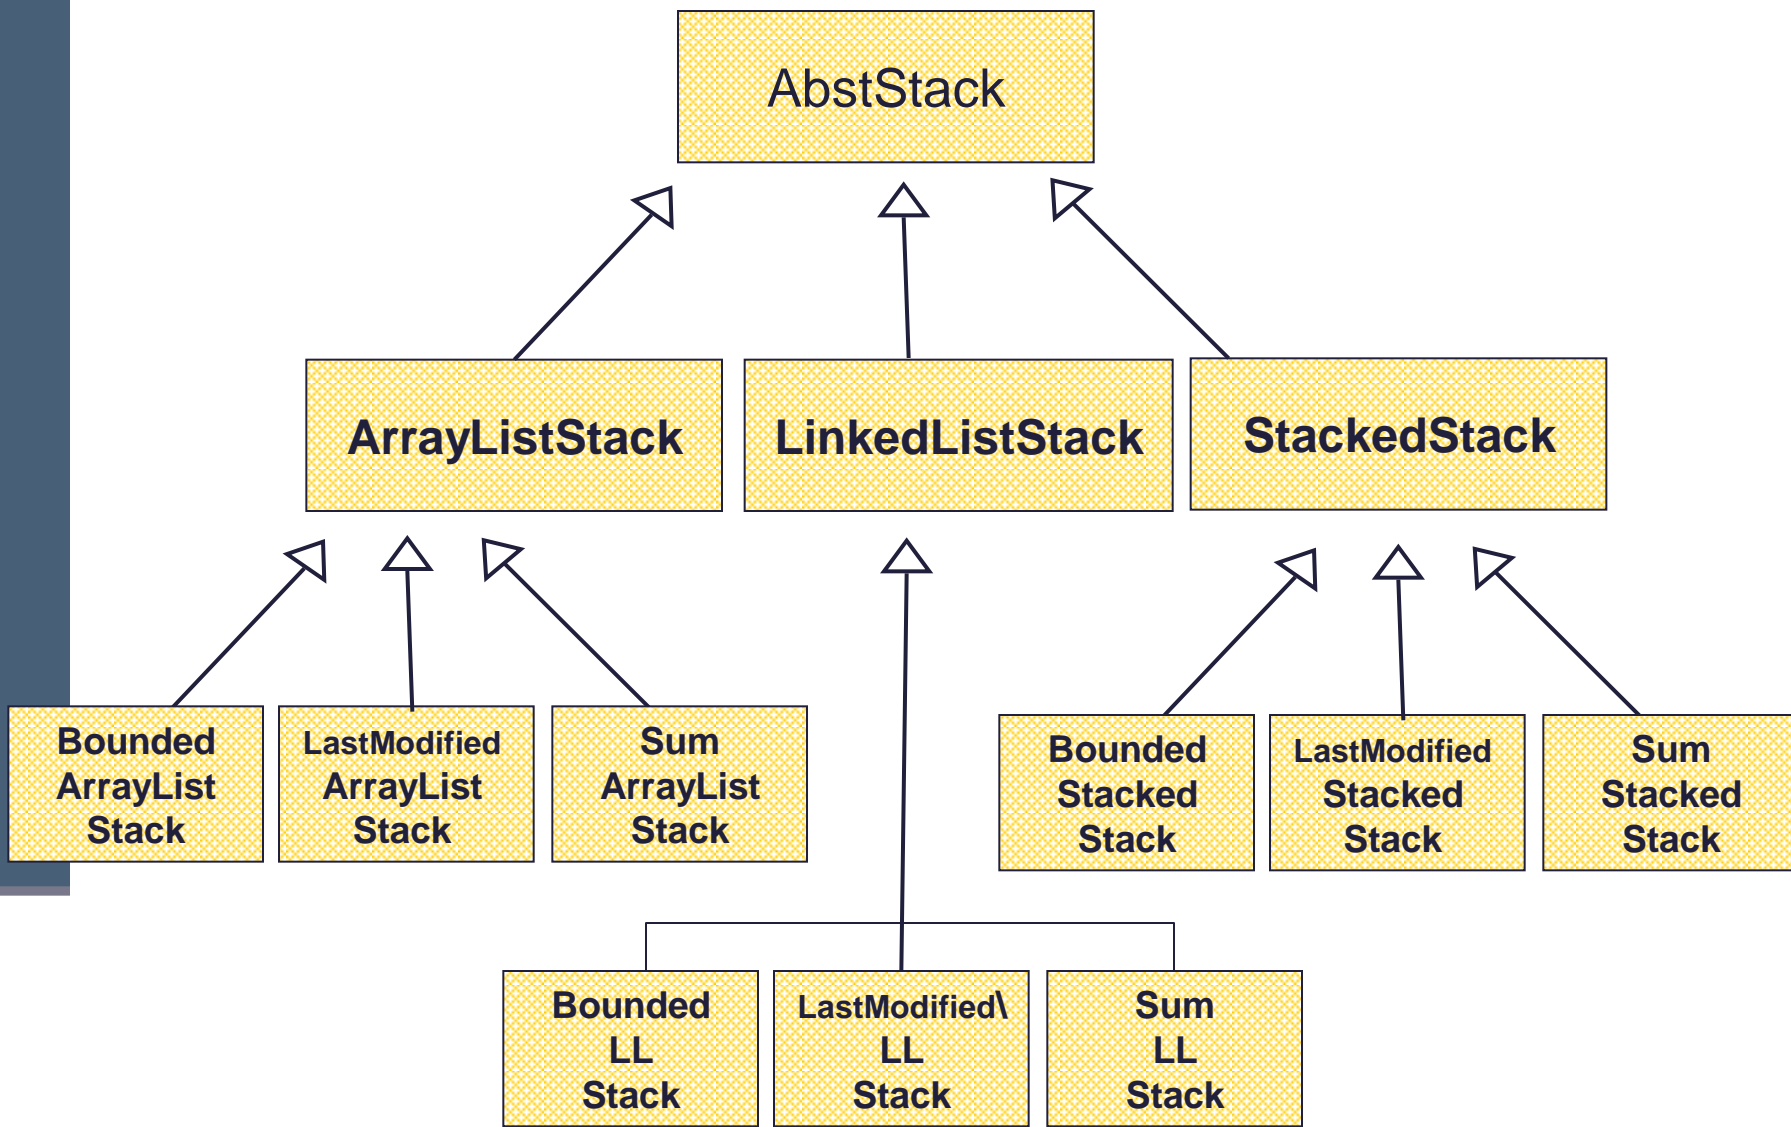 AbstStack
ArrayListStack
LinkedListStack
StackedStack
Bounded
ArrayList
Stack
LastModified
ArrayList
Stack
Sum
ArrayList
Stack
Bounded
Stacked
Stack
LastModified
Stacked
Stack
Sum
Stacked
Stack
Bounded
LL
Stack
LastModified\
LL
Stack
Sum
LL
Stack